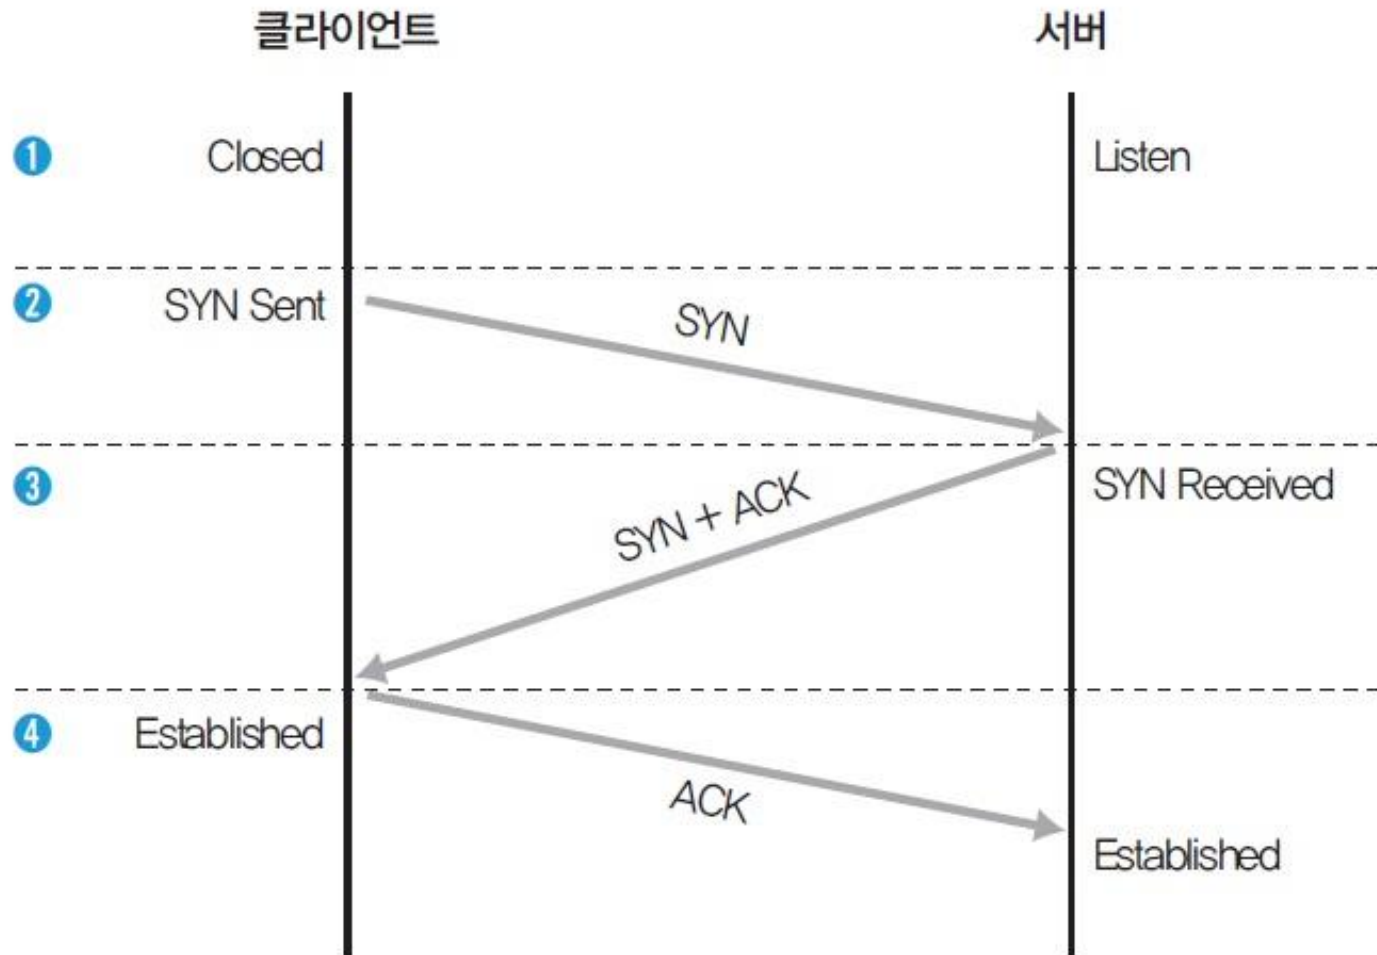 클라이언트 서버
1 Closed Listen
2 SYN Sent
SYN
3 SYN Received
SYN + ACK
4 Established
ACK
Established